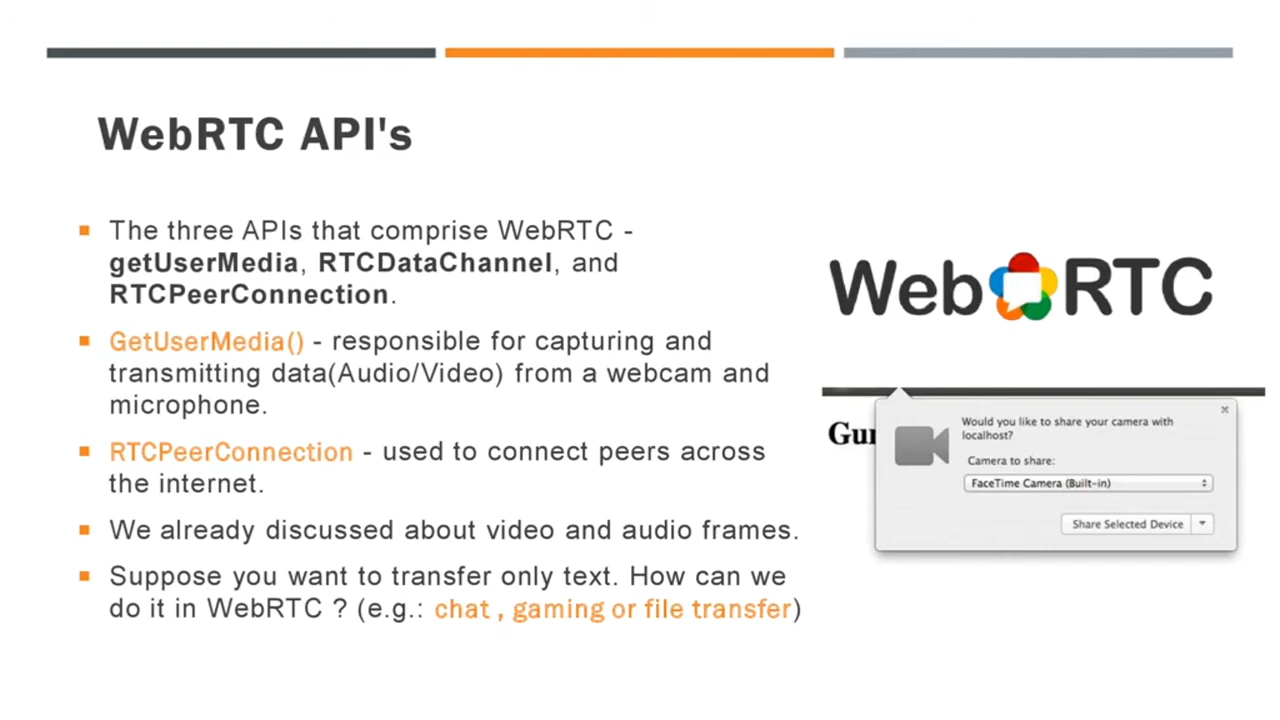 WebRTC API's
The three APIs that comprise WebRTC -
getUserMedia, RTCDataChannel, and
RTCPeerConnection.
GetUserMedia() - responsible for capturing and
transmitting data(Audio/Video) from a webcam and
microphone.
RTCPeerConnection - used to connect peers across
the internet.
We already discussed about video and audio frames.
Suppose you want to transfer only text. How can we
do it in WebRTC ? (e.g.: chat , gaming or file transfer)
Web RTC
Would you like to share your camera with
localhost?
Camera to share:
FaceTime Camera (Built-in)
Share Selected Device